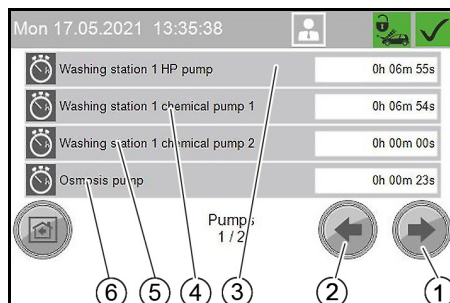 Mon 17.05.2021 13:35:38
Washing station 1 HP pump 0h 06m 55s
Washing station 1 chemical pump 1 0h 06m 54s
Washing station 1 chemical pump 2 0h 00m 00s
Osmosis pump 0h 00m 23s
Pumps
1 / 2
6 5 4 3 2 1